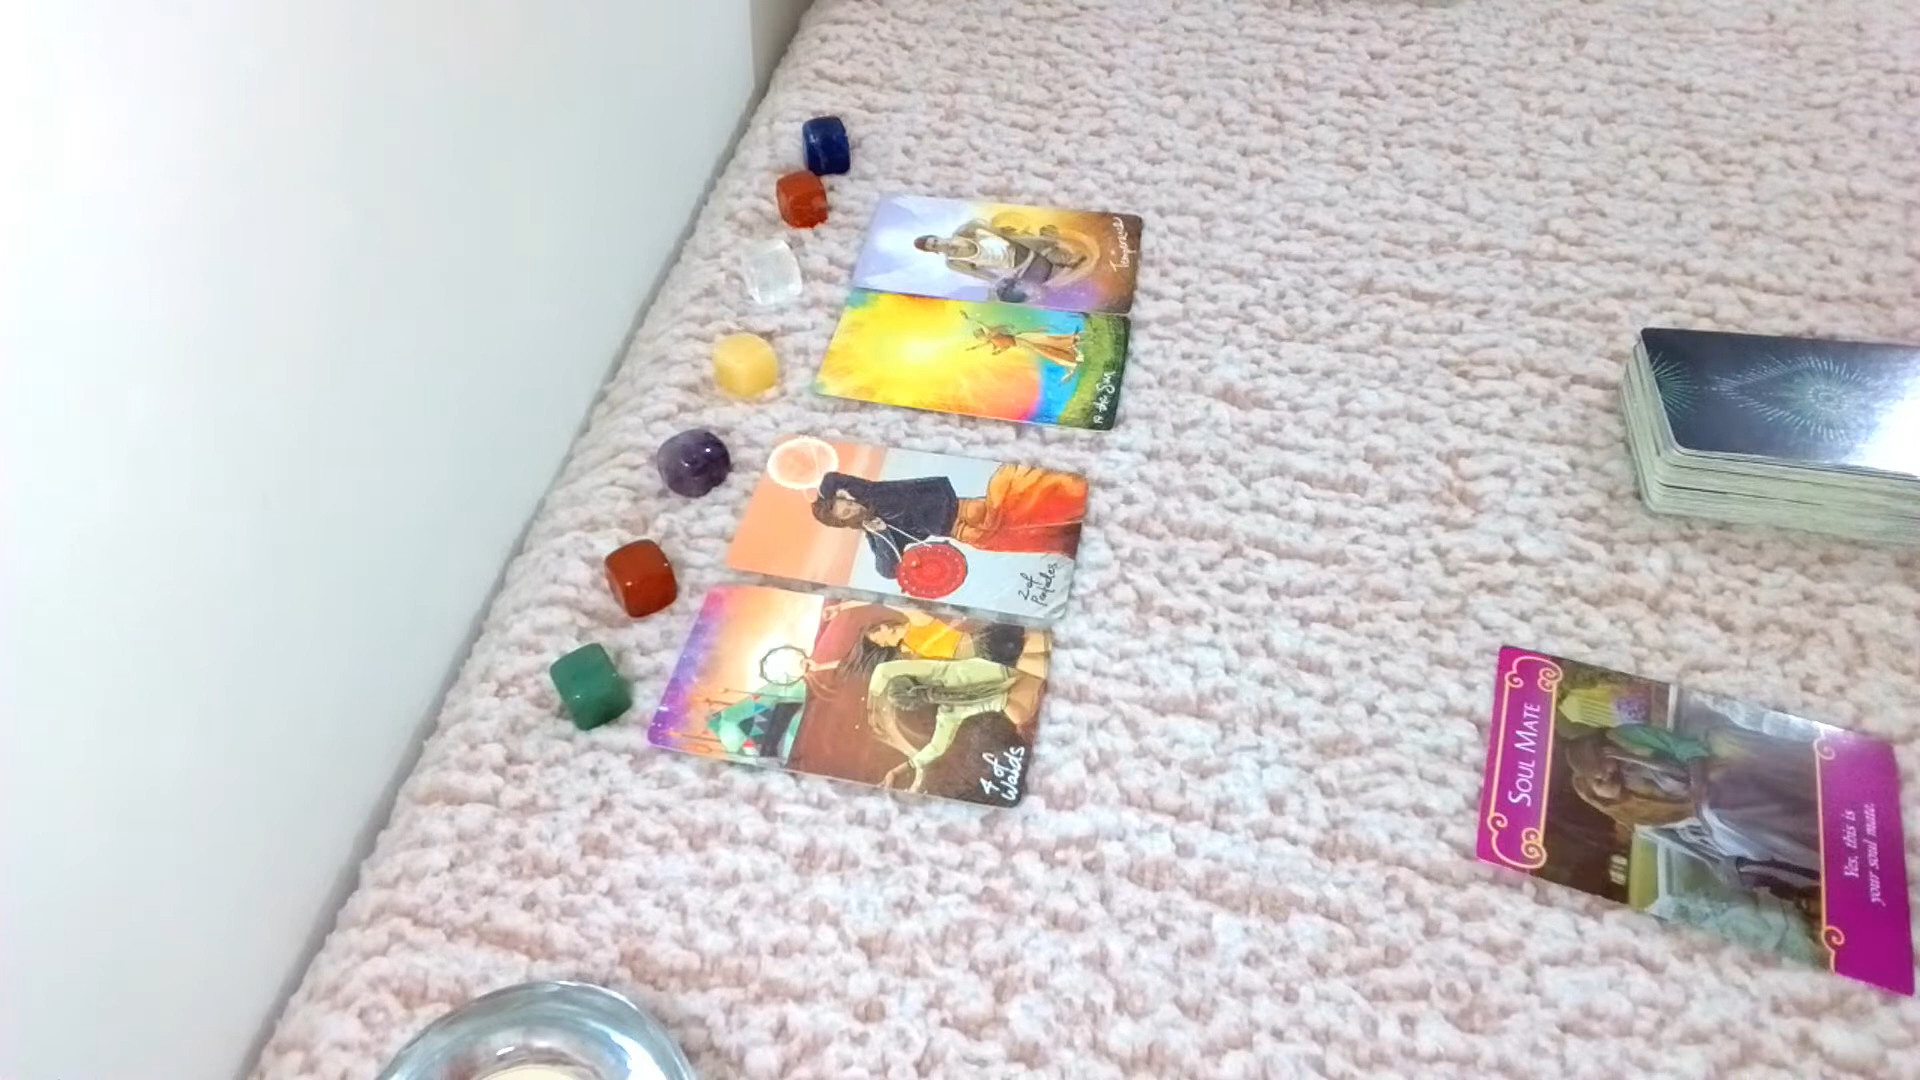 Temperance
19 the Sun
2 of
Pentacles
4 of
Wands
SOUL MATE
Yes, this is
your soul mate.